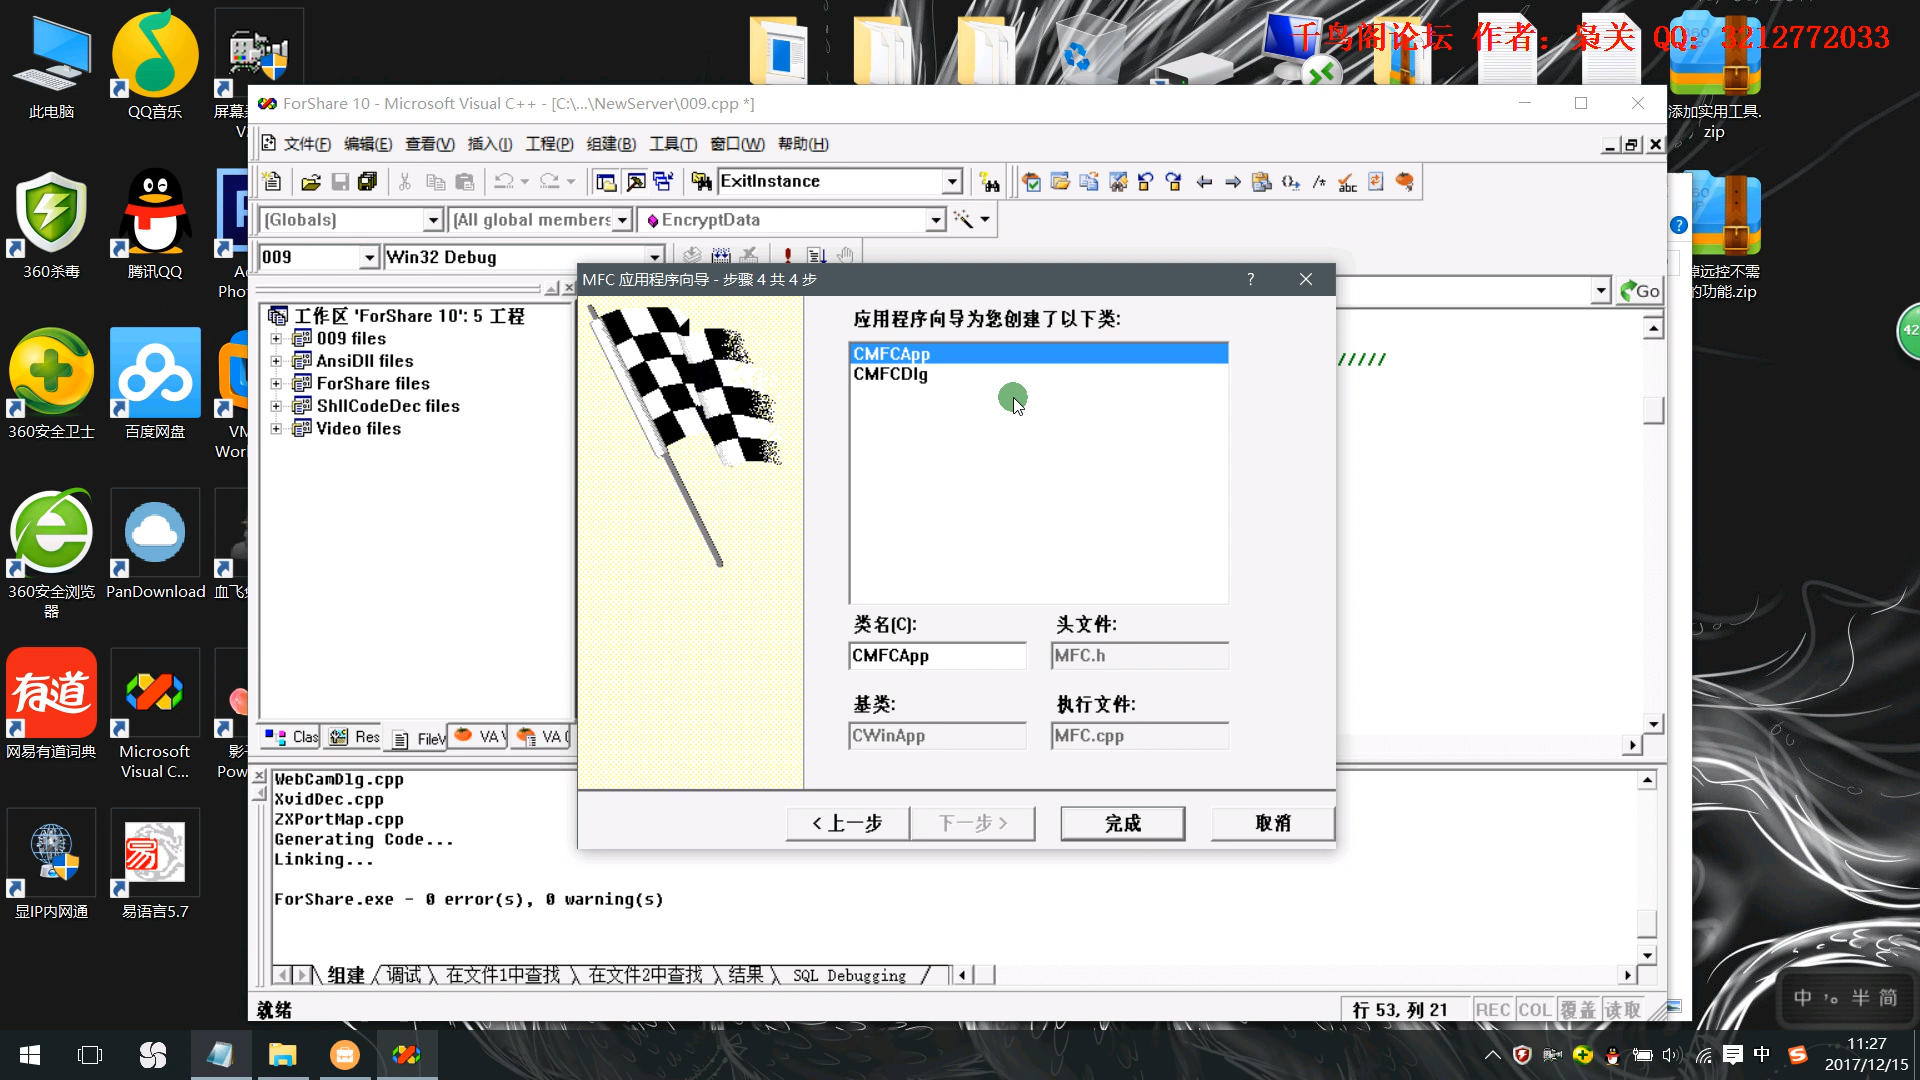 千鸟阁论坛 作者：枭关 QQ：3212772033
此电脑
QQ音乐
360杀毒
腾讯QQ
360安全卫士
百度网盘
360安全浏览
器
PanDownload
网易有道词典
Microsoft
Visual C...
显IP内网通
易语言5.7
添加实用工具.
zip
的功能.zip
ForShare 10 - Microsoft Visual C++ - [C:\...\NewServer\009.cpp *]
文件(F) 编辑(E) 查看(V) 插入(I) 工程(P) 组建(B) 工具(T) 窗口(W) 帮助(H)
ExitInstance
(Globals)
(All global members
EncryptData
009
Win32 Debug
Go
工作区 'ForShare 10': 5 工程
009 files
AnsiDll files
ForShare files
ShllCodeDec files
Video files
Clas
Res
FileV
VA V
VA O
/////
MFC 应用程序向导 - 步骤 4 共 4 步
应用程序向导为您创建了以下类:
CMFCApp
CMFCDlg
类名(C):
头文件:
CMFCApp
MFC.h
基类:
执行文件:
CWinApp
MFC.cpp
< 上一步
下一步 >
完成
取消
WebCamDlg.cpp
XvidDec.cpp
ZXPortMap.cpp
Generating Code...
Linking...
ForShare.exe - 0 error(s), 0 warning(s)
组建 调试 在文件1中查找 在文件2中查找 结果 SQL Debugging
就绪
行 53, 列 21
REC COL 覆盖 读取
中 半 简
42
中
11:27
2017/12/15